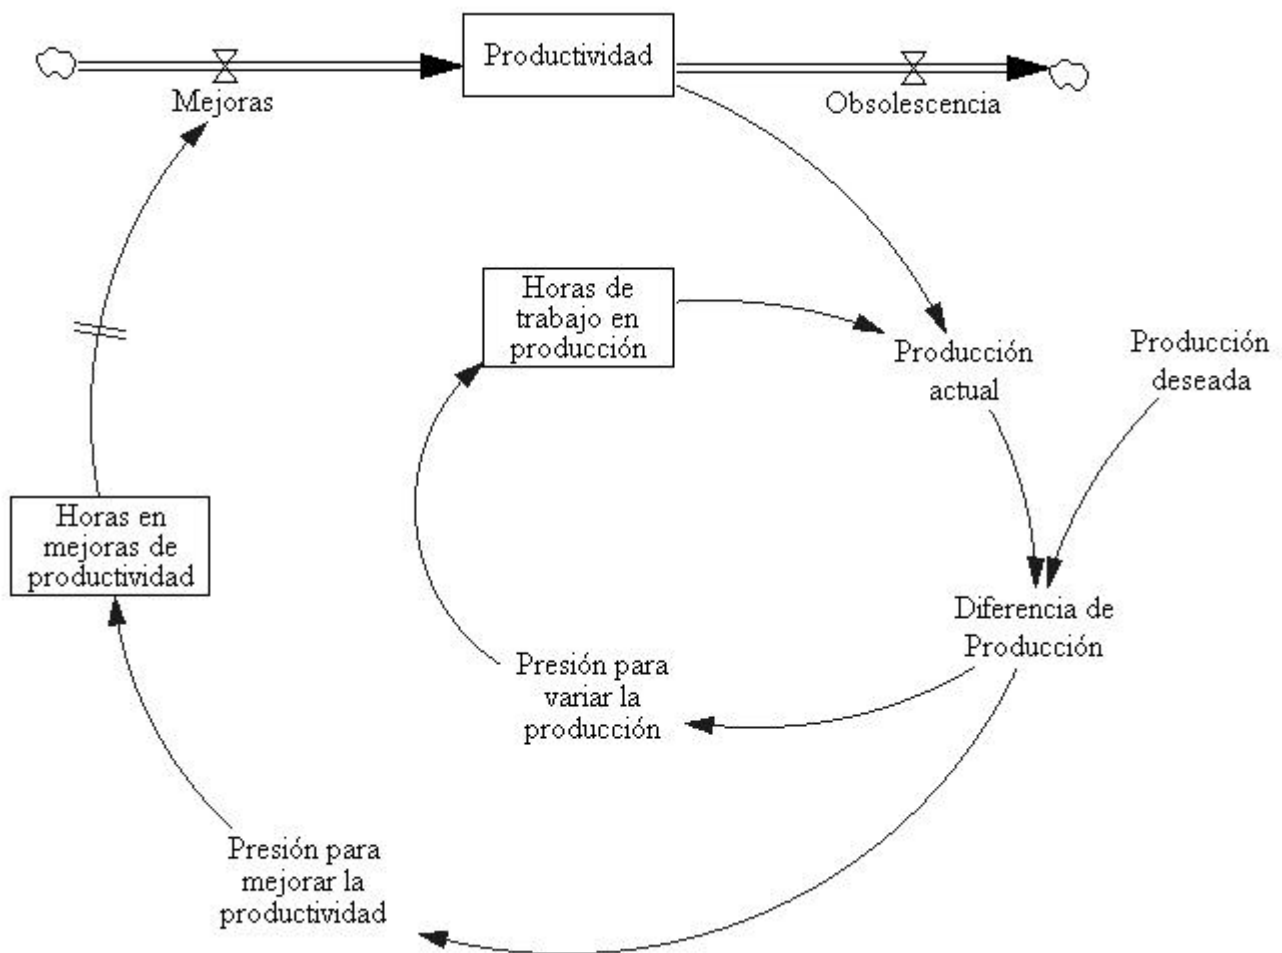 Productividad
Mejoras
Obsolescencia
Horas de
trabajo en
producción
Producción
actual
Producción
deseada
Horas en
mejoras de
productividad
Diferencia de
Producción
Presión para
variar la
producción
Presión para
mejorar la
productividad